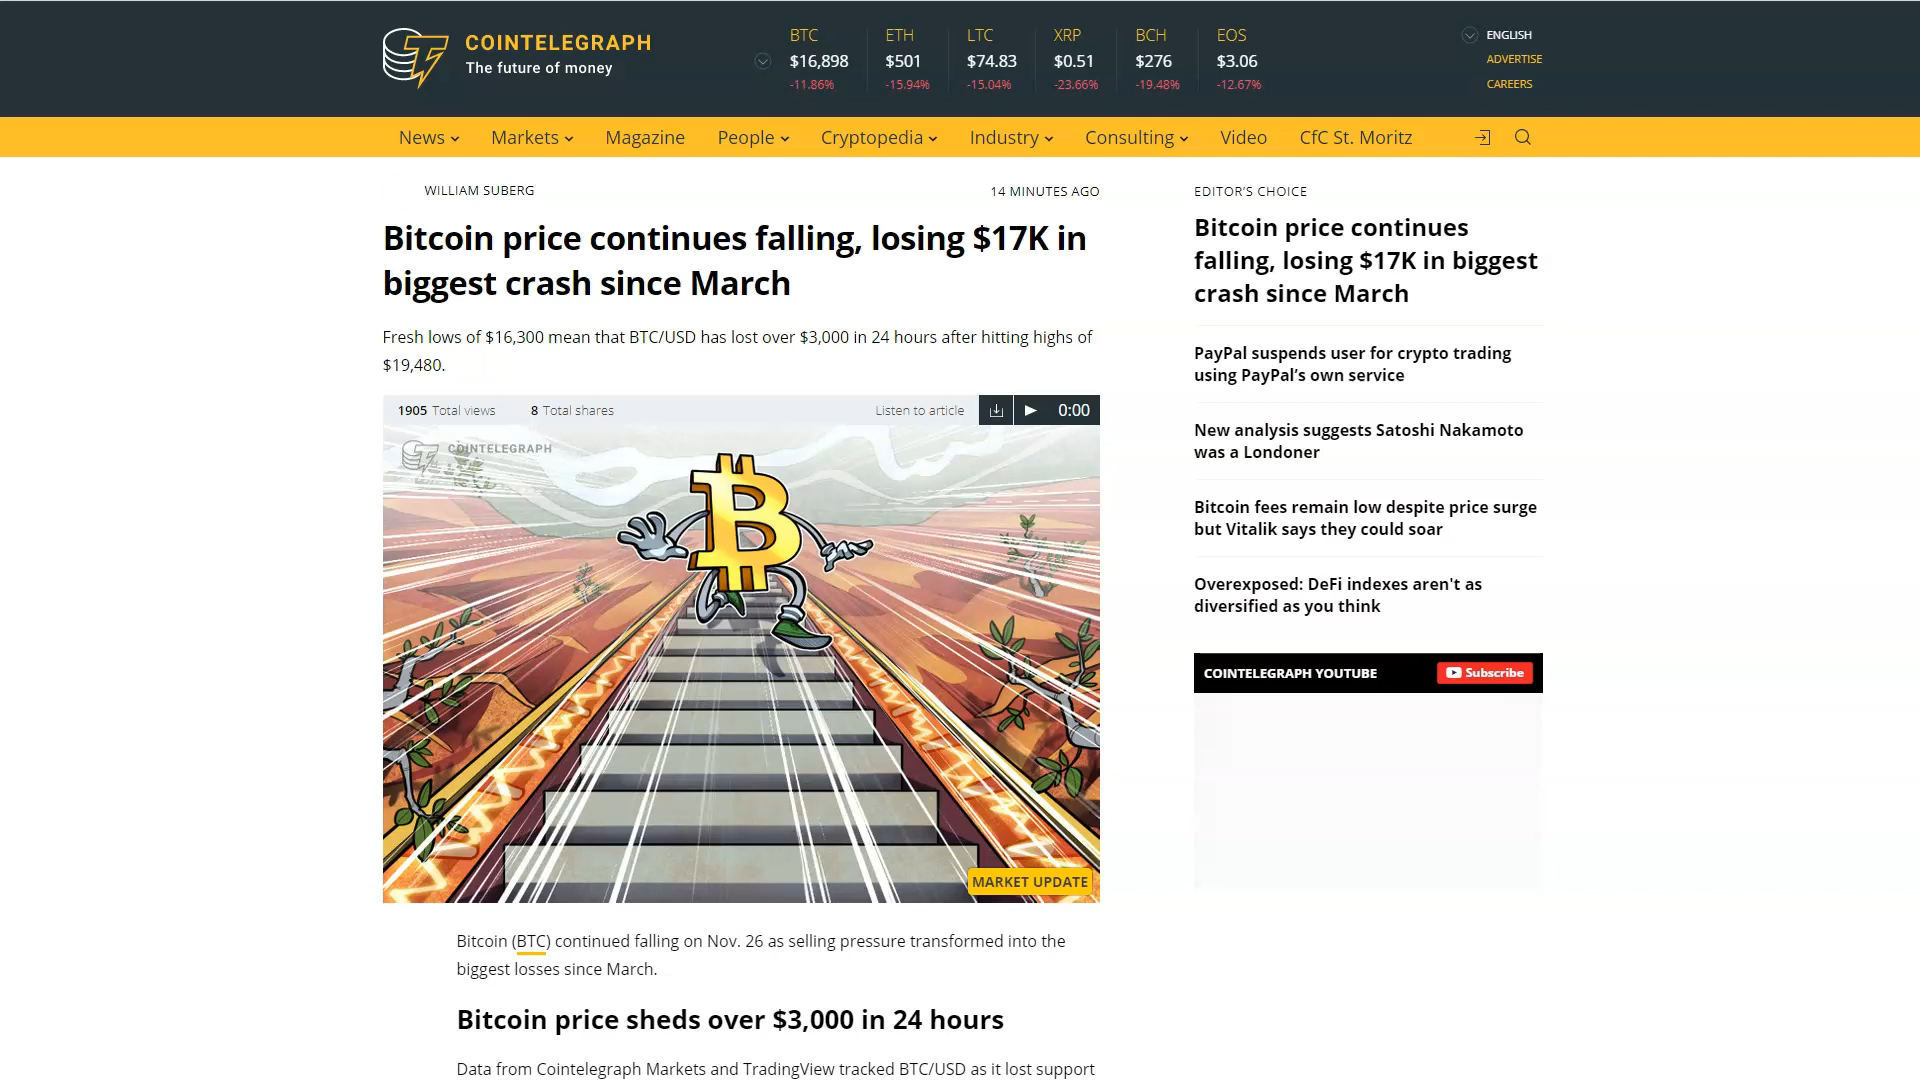 COINTELEGRAPH
The future of money
BTC
$16,898
-11.86%
ETH
$501
-15.94%
LTC
$74.83
-15.04%
XRP
$0.51
-23.66%
BCH
$276
-19.48%
EOS
$3.06
-12.67%
ENGLISH
ADVERTISE
CAREERS
News
Markets
Magazine
People
Cryptopedia
Industry
Consulting
Video
CfC St. Moritz
WILLIAM SUBERG
14 MINUTES AGO
Bitcoin price continues falling, losing $17K in
biggest crash since March
Fresh lows of $16,300 mean that BTC/USD has lost over $3,000 in 24 hours after hitting highs of
$19,480.
1905 Total views
8 Total shares
Listen to article
0:00
COINTELEGRAPH
MARKET UPDATE
Bitcoin (BTC) continued falling on Nov. 26 as selling pressure transformed into the
biggest losses since March.
Bitcoin price sheds over $3,000 in 24 hours
Data from Cointelegraph Markets and TradingView tracked BTC/USD as it lost support
EDITOR'S CHOICE
Bitcoin price continues
falling, losing $17K in biggest
crash since March
PayPal suspends user for crypto trading
using PayPal’s own service
New analysis suggests Satoshi Nakamoto
was a Londoner
Bitcoin fees remain low despite price surge
but Vitalik says they could soar
Overexposed: DeFi indexes aren't as
diversified as you think
COINTELEGRAPH YOUTUBE
Subscribe